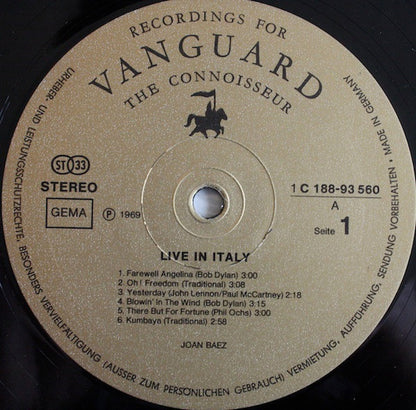 RECORDINGS FOR
VANGUARD
THE CONNOISSEUR
URHEBER- UND LEISTUNGSSCHUTZRECHTE, BESONDERS VERVIELFÄLTIGUNG (AUSSER ZUM PERSÖNLICHEN GEBRAUCH) VERMIETUNG, AUFFÜHRUNG, SENDUNG VORBEHALTEN • MADE IN GERMANY
ST 33
STEREO
GEMA
Ⓟ 1969
1 C 188-93 560
A
Seite 1
LIVE IN ITALY
1. Farewell Angelina (Bob Dylan) 3:00
2. Oh! Freedom (Traditional) 3:08
3. Yesterday (John Lennon/Paul McCartney) 2:18
4. Blowin' in The Wind (Bob Dylan) 3:15
5. There But For Fortune (Phil Ochs) 3:00
6. Kumbaya (Traditional) 2:58
JOAN BAEZ